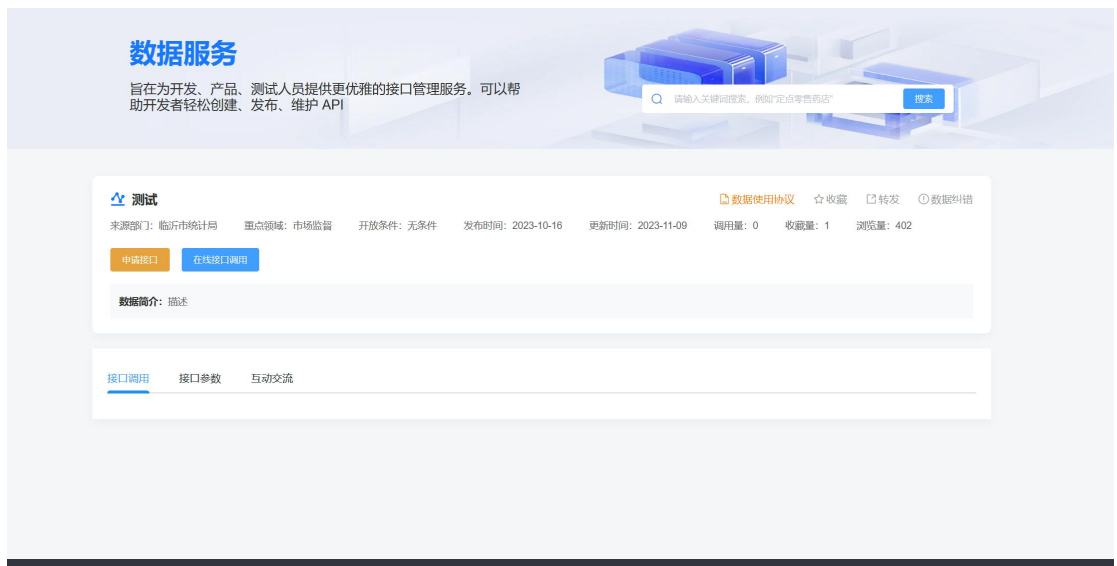 数据服务
旨在为开发、产品、测试人员提供更优雅的接口管理服务。可以帮
助开发者轻松创建、发布、维护 API
请输入关键词搜索，例如"定点零售药店"
搜索
测试
数据使用协议 收藏 转发 数据纠错
来源部门：临沂市统计局 重点领域：市场监督 开放条件：无条件 发布时间：2023-10-16 更新时间：2023-11-09 调用量：0 收藏量：1 浏览量：402
申请接口 在线接口调用
数据简介：描述
接口调用 接口参数 互动交流